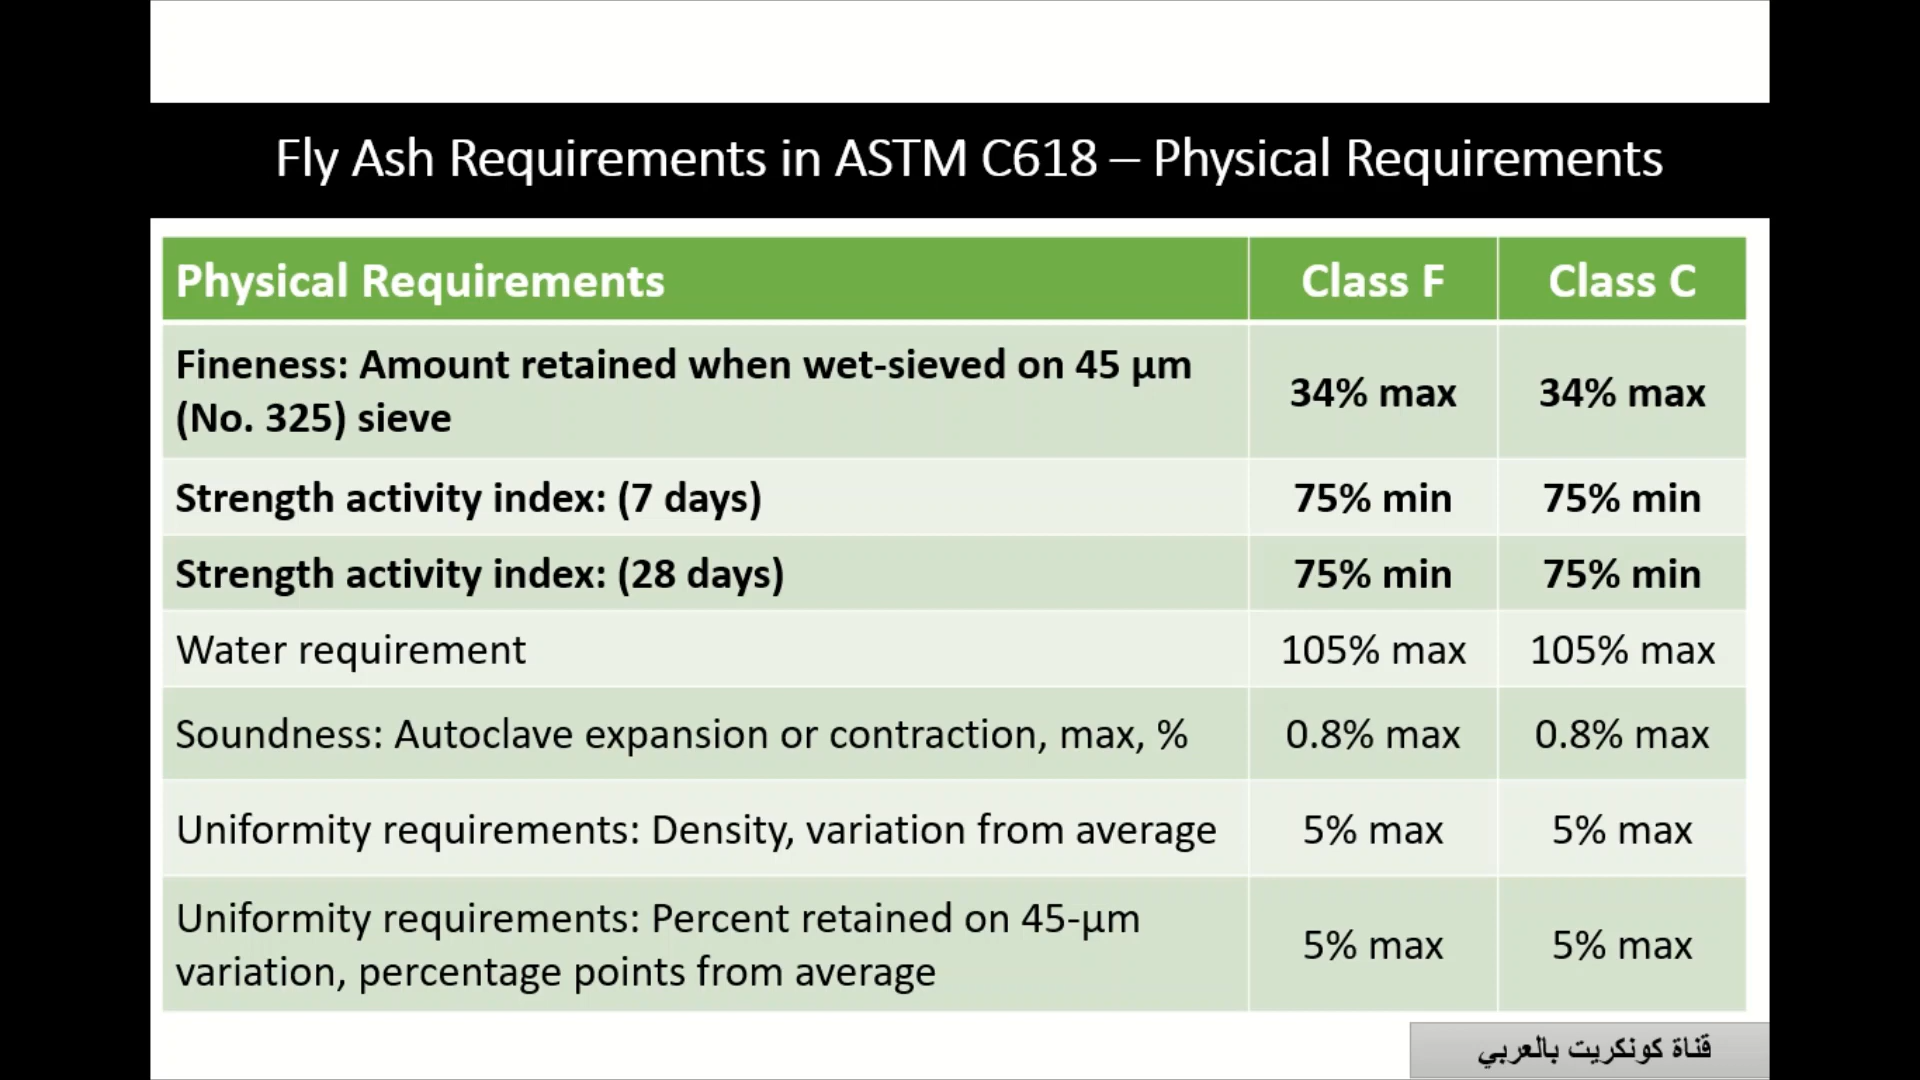 Fly Ash Requirements in ASTM C618 – Physical Requirements
Physical Requirements Class F Class C
Fineness: Amount retained when wet-sieved on 45 µm
(No. 325) sieve
34% max 34% max
Strength activity index: (7 days) 75% min 75% min
Strength activity index: (28 days) 75% min 75% min
Water requirement 105% max 105% max
Soundness: Autoclave expansion or contraction, max, % 0.8% max 0.8% max
Uniformity requirements: Density, variation from average 5% max 5% max
Uniformity requirements: Percent retained on 45-µm
variation, percentage points from average
5% max 5% max
قناة كونكريت بالعربي